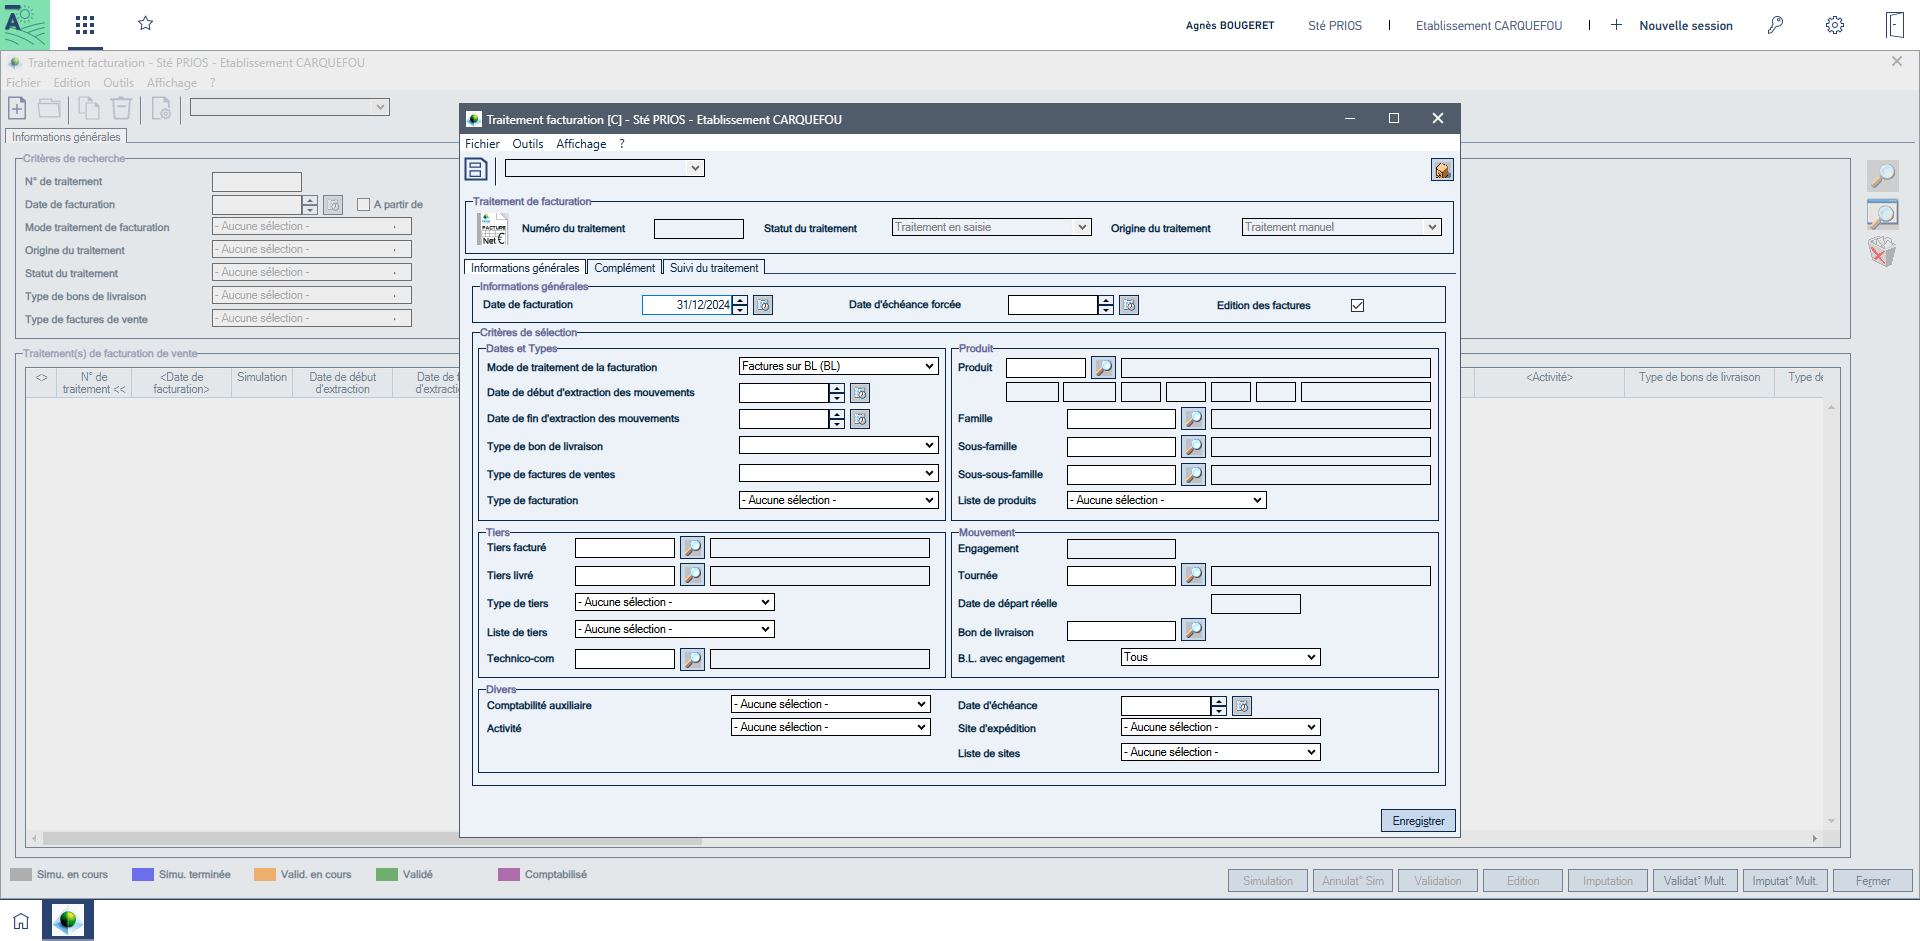 Agnès BOUGERET Sté PRIOS | Etablissement CARQUEFOU | + Nouvelle session
Traitement facturation - Sté PRIOS - Etablissement CARQUEFOU
Fichier Edition Outils Affichage ?
Informations générales
Critères de recherche
N° de traitement
Date de facturation A partir de
Mode traitement de facturation - Aucune sélection -
Origine du traitement - Aucune sélection -
Statut du traitement - Aucune sélection -
Type de bons de livraison - Aucune sélection -
Type de factures de vente - Aucune sélection -
Traitement(s) de facturation de vente
<> N° de traitement << <Date de facturation> Simulation Date de début d'extraction Date de f d'extractio <Activité> Type de bons de livraison Type de
Traitement facturation [C] - Sté PRIOS - Etablissement CARQUEFOU
Fichier Outils Affichage ?
Traitement de facturation
FACTURE
Net €
Numéro du traitement Statut du traitement Traitement en saisie Origine du traitement Traitement manuel
Informations générales Complément Suivi du traitement
Informations générales
Date de facturation 31/12/2024 Date d'échéance forcée Edition des factures
Critères de sélection
Dates et Types
Mode de traitement de la facturation Factures sur BL (BL)
Date de début d'extraction des mouvements
Date de fin d'extraction des mouvements
Type de bon de livraison
Type de factures de ventes
Type de facturation - Aucune sélection -
Produit
Produit
Famille
Sous-famille
Sous-sous-famille
Liste de produits - Aucune sélection -
Tiers
Tiers facturé
Tiers livré
Type de tiers - Aucune sélection -
Liste de tiers - Aucune sélection -
Technico-com
Mouvement
Engagement
Tournée
Date de départ réelle
Bon de livraison
B.L. avec engagement Tous
Divers
Comptabilité auxiliaire - Aucune sélection -
Activité - Aucune sélection -
Date d'échéance
Site d'expédition - Aucune sélection -
Liste de sites - Aucune sélection -
Enregistrer
Simu. en cours Simu. terminée Valid. en cours Validé Comptabilisé
Simulation Annulat° Sim Validation Edition Imputation Validat° Mult. Imputat° Mult. Fermer